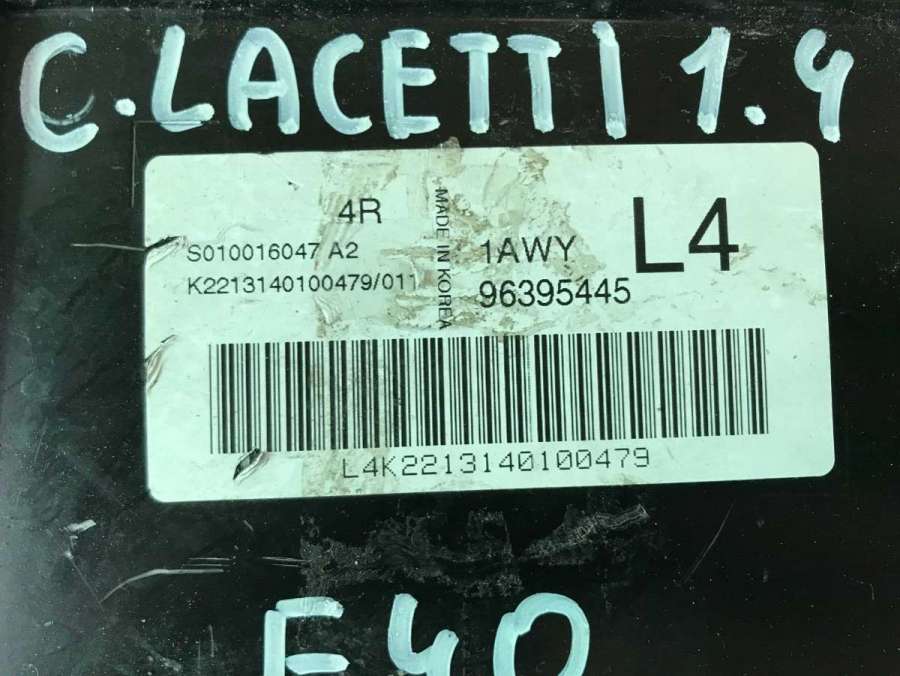 C.LACETTI 1.4
4R
S010016047 A2
K2213140100479/011
MADE IN KOREA
1AWY
L4
96395445
L4K2213140100479